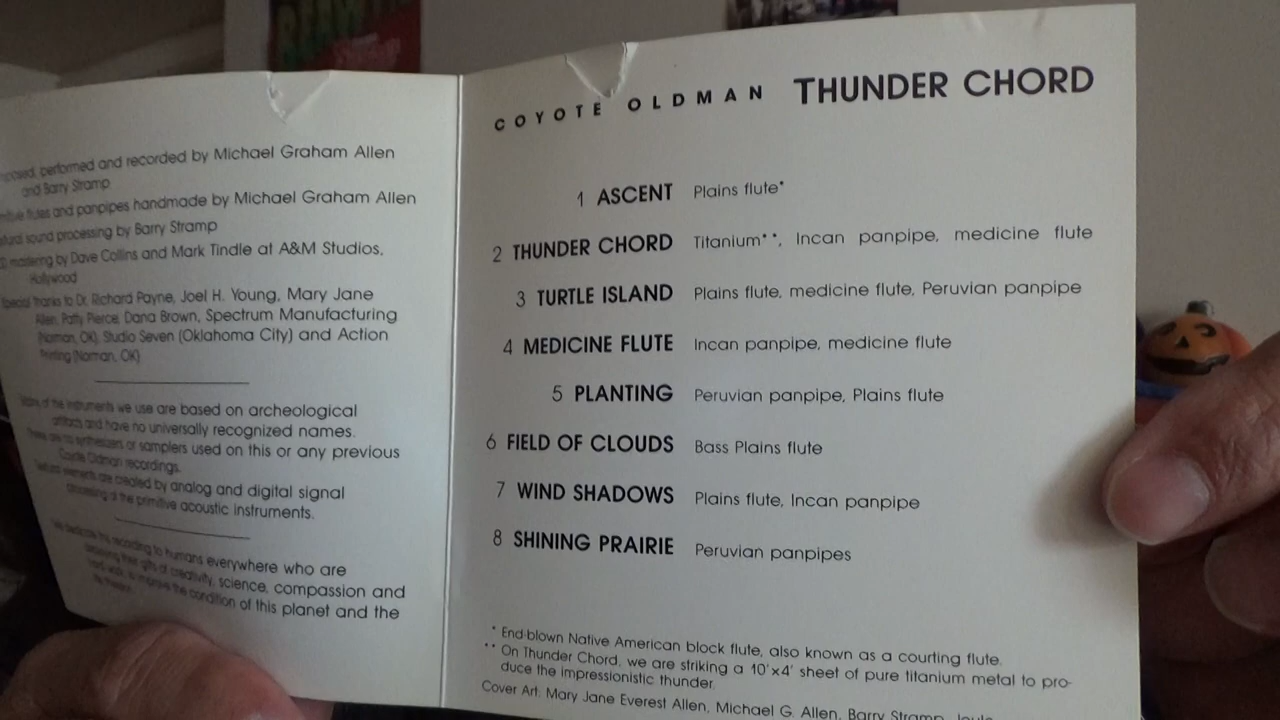 performed and recorded by Michael Graham Allen
and Barry Stramp
flutes and panpipes handmade by Michael Graham Allen
sound processing by Barry Stramp
mastering by Dave Collins and Mark Tindle at A&M Studios,
Hollywood
Special thanks to Dr. Richard Payne, Joel H. Young, Mary Jane
Allen, Patty Pierce, Dana Brown, Spectrum Manufacturing
(Norman, OK), Studio Seven (Oklahoma City) and Action
Printing (Norman, OK)
of the instruments we use are based on archeological
artifacts and have no universally recognized names.
There are no synthesizers or samplers used on this or any previous
Coyote Oldman recordings.
elements are created by analog and digital signal
processing of the primitive acoustic instruments.
We dedicate this recording to humans everywhere who are
their gifts of creativity, science, compassion and
to improve the condition of this planet and the
COYOTE OLDMAN THUNDER CHORD
1 ASCENT Plains flute*
2 THUNDER CHORD Titanium**, Incan panpipe, medicine flute
3 TURTLE ISLAND Plains flute, medicine flute, Peruvian panpipe
4 MEDICINE FLUTE Incan panpipe, medicine flute
5 PLANTING Peruvian panpipe, Plains flute
6 FIELD OF CLOUDS Bass Plains flute
7 WIND SHADOWS Plains flute, Incan panpipe
8 SHINING PRAIRIE Peruvian panpipes
* End-blown Native American block flute, also known as a courting flute.
** On Thunder Chord, we are striking a 10'x4' sheet of pure titanium metal to pro-
duce the impressionistic thunder.
Cover Art: Mary Jane Everest Allen, Michael G. Allen, Barry Stramp,